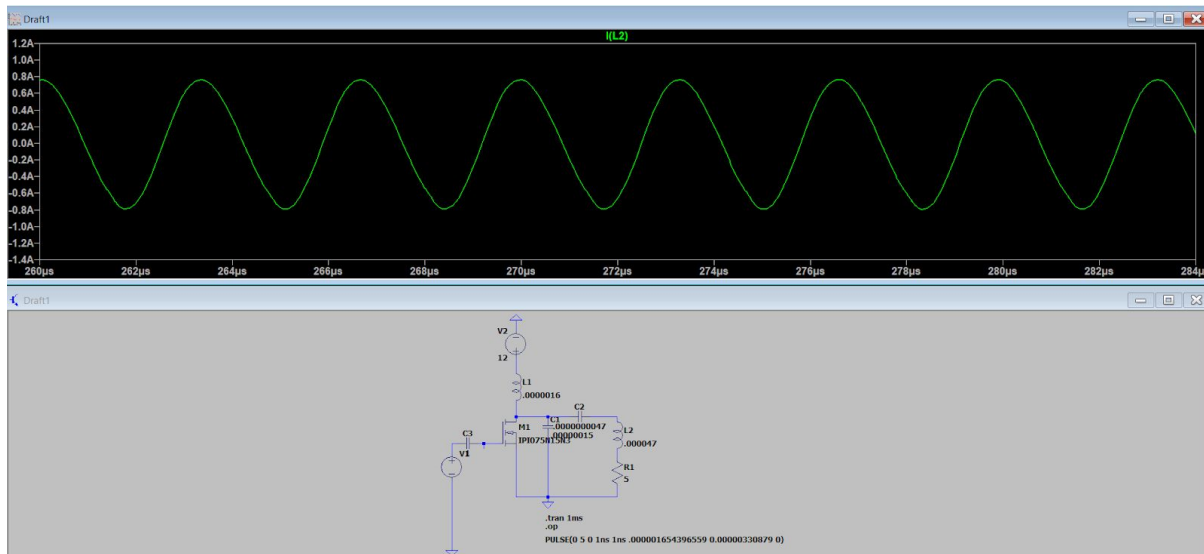 Draft1
I(L2)
1.2A
1.0A
0.8A
0.6A
0.4A
0.2A
0.0A
-0.2A
-0.4A
-0.6A
-0.8A
-1.0A
-1.2A
-1.4A
260µs 262µs 264µs 266µs 268µs 270µs 272µs 274µs 276µs 278µs 280µs 282µs 284µs
Draft1
V2
12
L1
.0000016
C2
.0000000047
C1
.00000015
M1
IPI075N15N3
C3
V1
L2
.000047
R1
5
.tran 1ms
.op
PULSE(0 5 0 1ns 1ns .000001654396559 0.00000330879 0)